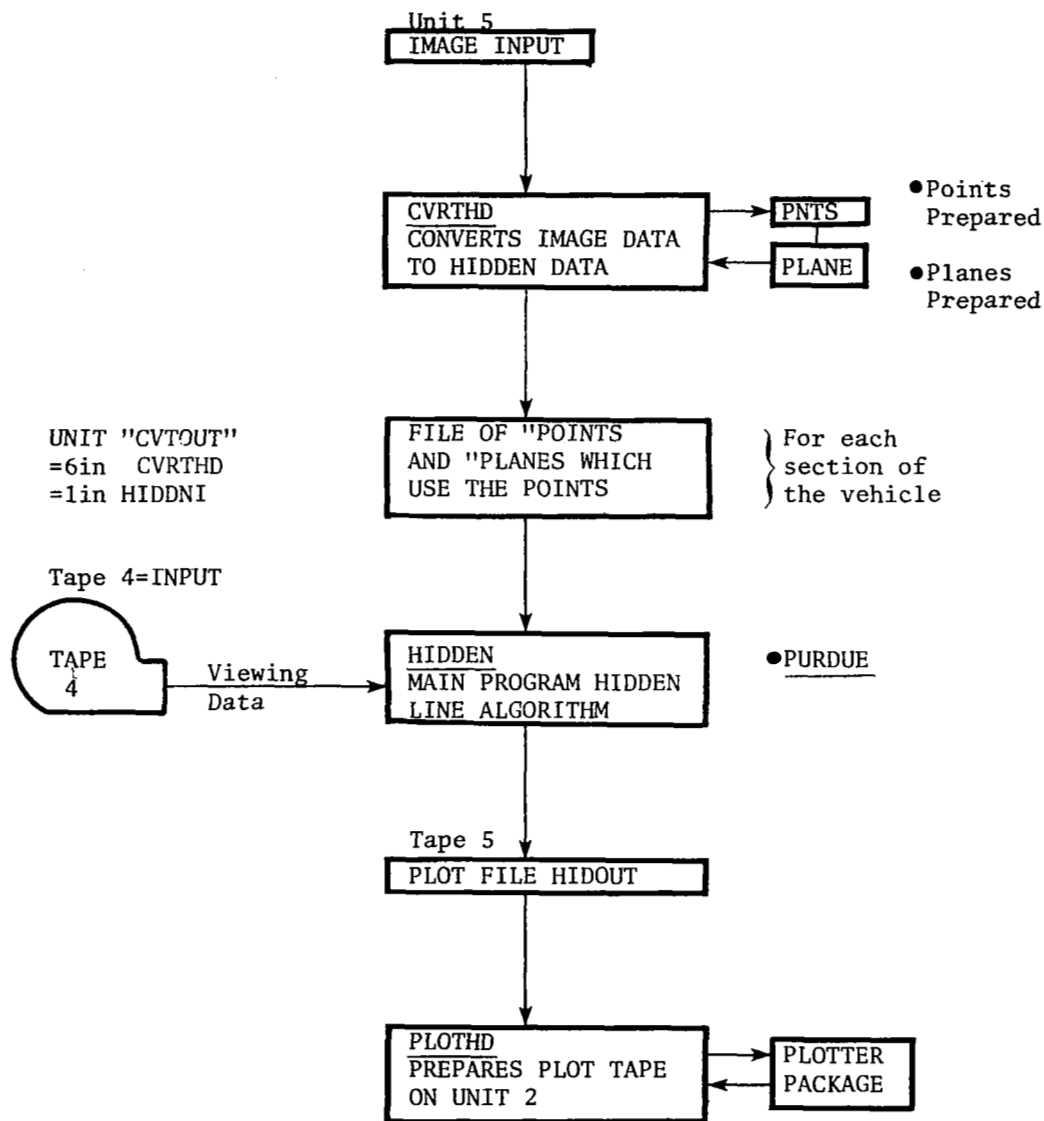 Unit 5
IMAGE INPUT
CVRTHD
CONVERTS IMAGE DATA
TO HIDDEN DATA
PNTS
PLANE
●Points
Prepared
●Planes
Prepared
UNIT "CVTOUT"
=6in CVRTHD
=1in HIDDNI
FILE OF "POINTS
AND "PLANES WHICH
USE THE POINTS
For each
section of
the vehicle
Tape 4=INPUT
TAPE
4
Viewing
Data
HIDDEN
MAIN PROGRAM HIDDEN
LINE ALGORITHM
●PURDUE
Tape 5
PLOT FILE HIDOUT
PLOTHD
PREPARES PLOT TAPE
ON UNIT 2
PLOTTER
PACKAGE